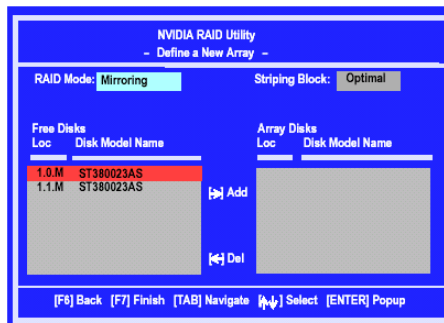 NVIDIA RAID Utility
- Define a New Array -
RAID Mode: Mirroring Striping Block: Optimal
Free Disks Array Disks
Loc Disk Model Name Loc Disk Model Name
1.0.M ST380023AS
1.1.M ST380023AS
[→] Add
[←] Del
[F6] Back [F7] Finish [TAB] Navigate [↑↓] Select [ENTER] Popup